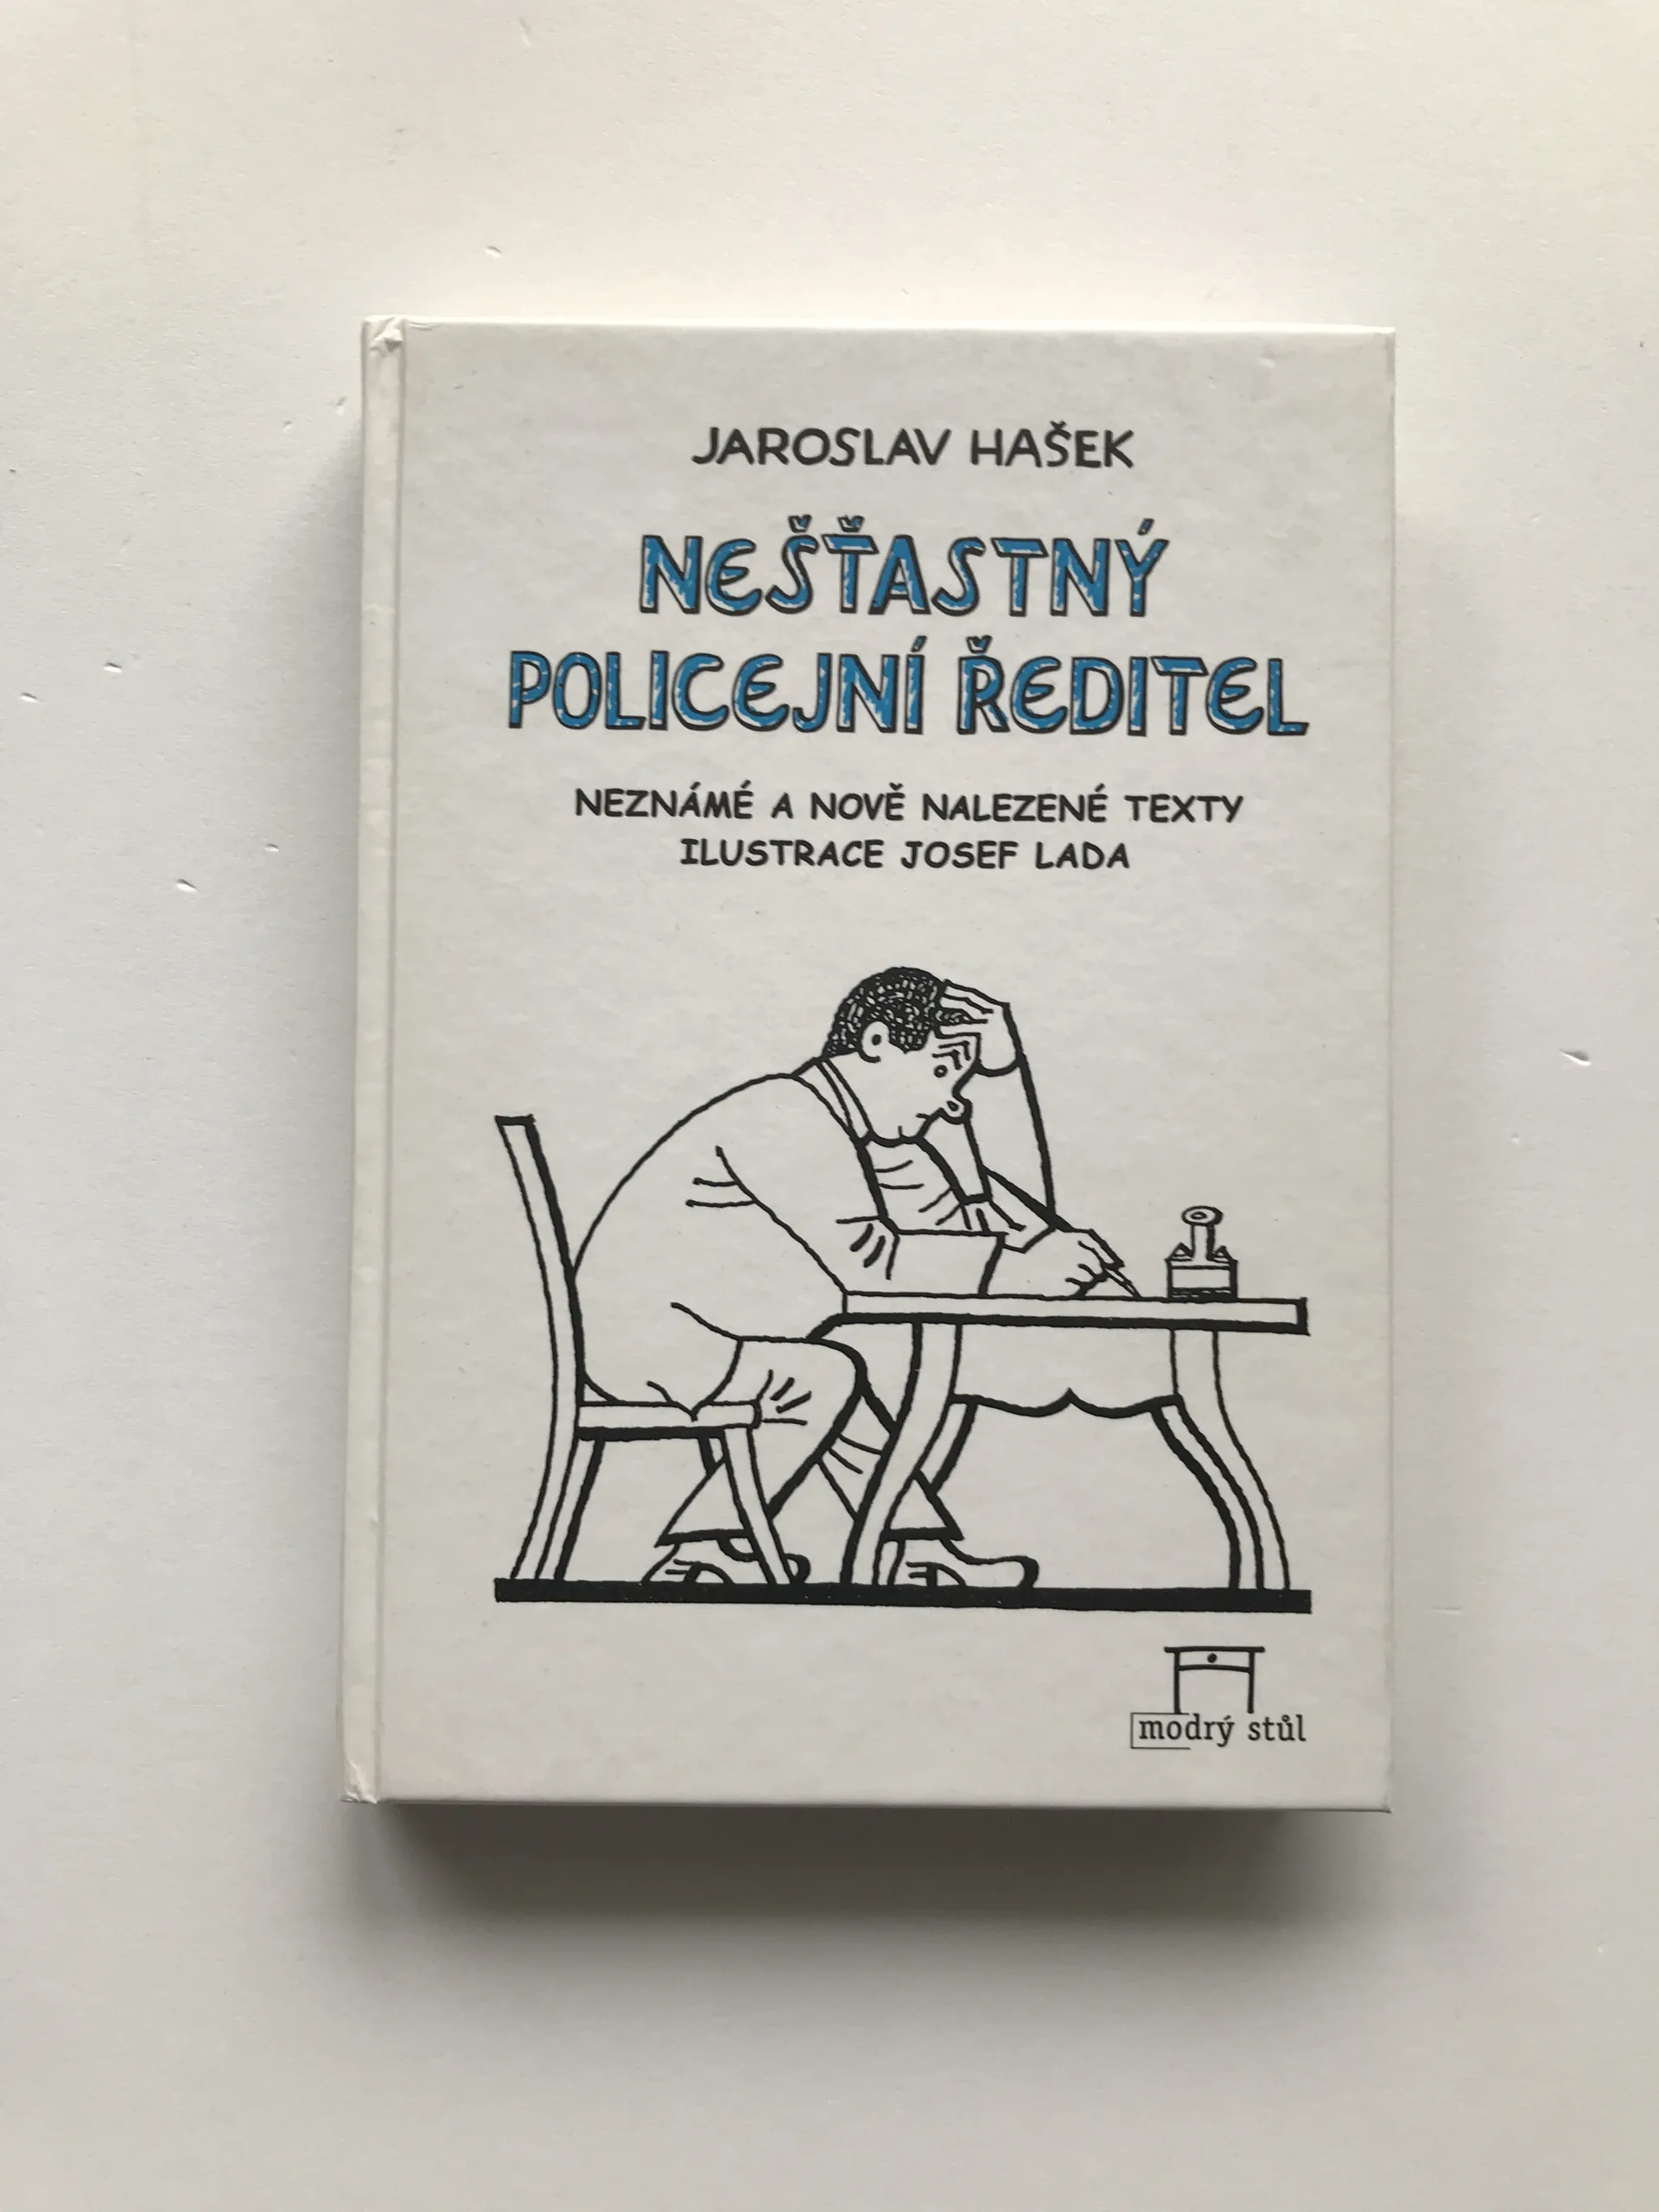 JAROSLAV HAŠEK
NEŠŤASTNÝ
POLICEJNÍ ŘEDITEL
NEZNÁMÉ A NOVĚ NALEZENÉ TEXTY
ILUSTRACE JOSEF LADA
modrý stůl